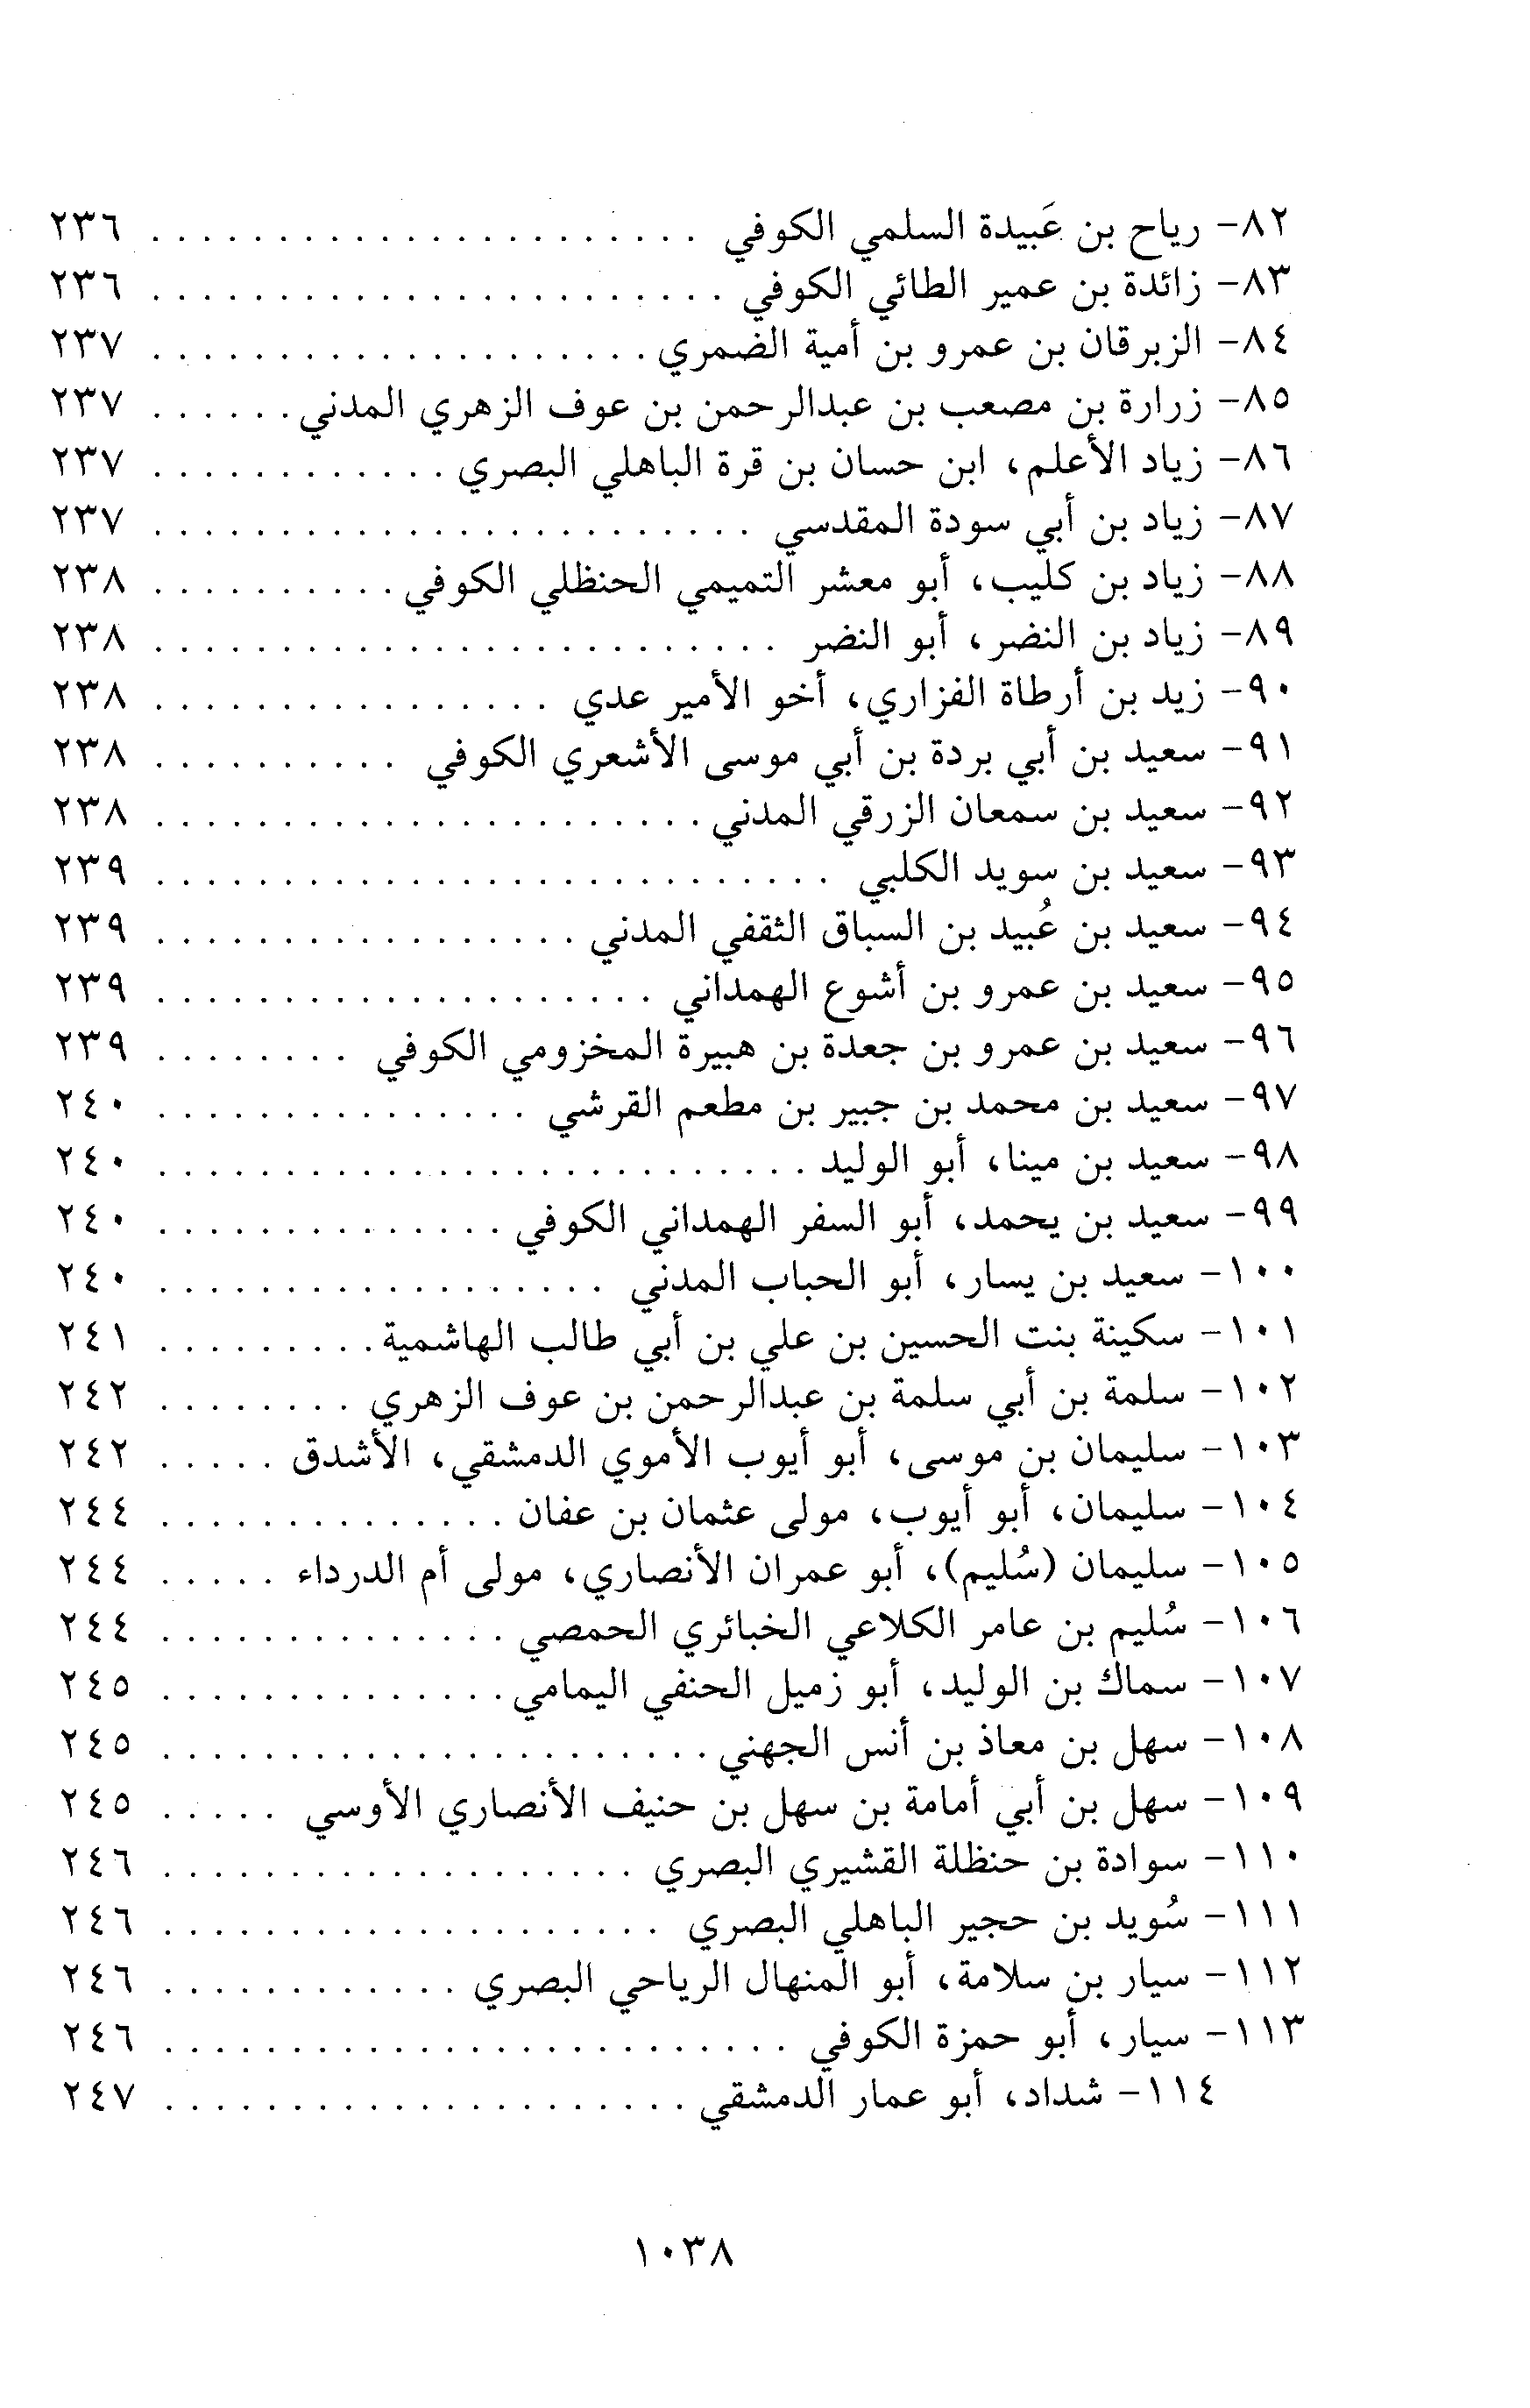 ٨٢- رياح بن عَبيدة السلمي الكوفي . . . . . . . . . . . . . . . . . . . . . . ٢٣٦
٨٣- زائدة بن عمير الطائي الكوفي . . . . . . . . . . . . . . . . . . . . . . . ٢٣٦
٨٤- الزبرقان بن عمرو بن أمية الضمري . . . . . . . . . . . . . . . . . . . . ٢٣٧
٨٥- زرارة بن مصعب بن عبدالرحمن بن عوف الزهري المدني . . . . . . ٢٣٧
٨٦- زياد الأعلم، ابن حسان بن قرة الباهلي البصري . . . . . . . . . . . . ٢٣٧
٨٧- زياد بن أبي سودة المقدسي . . . . . . . . . . . . . . . . . . . . . . . . ٢٣٧
٨٨- زياد بن كليب، أبو معشر التميمي الحنظلي الكوفي . . . . . . . . . . ٢٣٨
٨٩- زياد بن النضر، أبو النضر . . . . . . . . . . . . . . . . . . . . . . . . . ٢٣٨
٩٠- زيد بن أرطاة الفزاري، أخو الأمير عدي . . . . . . . . . . . . . . . . ٢٣٨
٩١- سعيد بن أبي بردة بن أبي موسى الأشعري الكوفي . . . . . . . . . . ٢٣٨
٩٢- سعيد بن سمعان الزرقي المدني . . . . . . . . . . . . . . . . . . . . . . ٢٣٨
٩٣- سعيد بن سويد الكلبي . . . . . . . . . . . . . . . . . . . . . . . . . . . ٢٣٩
٩٤- سعيد بن عُبيد بن السباق الثقفي المدني . . . . . . . . . . . . . . . . . ٢٣٩
٩٥- سعيد بن عمرو بن أشوع الهمداني . . . . . . . . . . . . . . . . . . . . ٢٣٩
٩٦- سعيد بن عمرو بن جعدة بن هبيرة المخزومي الكوفي . . . . . . . . ٢٣٩
٩٧- سعيد بن محمد بن جبير بن مطعم القرشي . . . . . . . . . . . . . . . ٢٤٠
٩٨- سعيد بن مينا، أبو الوليد . . . . . . . . . . . . . . . . . . . . . . . . . . ٢٤٠
٩٩- سعيد بن يحمد، أبو السفر الهمداني الكوفي . . . . . . . . . . . . . . ٢٤٠
١٠٠- سعيد بن يسار، أبو الحباب المدني . . . . . . . . . . . . . . . . . . ٢٤٠
١٠١- سكينة بنت الحسين بن علي بن أبي طالب الهاشمية . . . . . . . . . ٢٤١
١٠٢- سلمة بن أبي سلمة بن عبدالرحمن بن عوف الزهري . . . . . . . . ٢٤٢
١٠٣- سليمان بن موسى، أبو أيوب الأموي الدمشقي، الأشدق . . . . . ٢٤٢
١٠٤- سليمان، أبو أيوب، مولى عثمان بن عفان . . . . . . . . . . . . . . ٢٤٤
١٠٥- سليمان (سُليم)، أبو عمران الأنصاري، مولى أم الدرداء . . . . . ٢٤٤
١٠٦- سُليم بن عامر الكلاعي الخبائري الحمصي . . . . . . . . . . . . . . ٢٤٤
١٠٧- سماك بن الوليد، أبو زميل الحنفي اليمامي . . . . . . . . . . . . . . ٢٤٥
١٠٨- سهل بن معاذ بن أنس الجهني . . . . . . . . . . . . . . . . . . . . . . ٢٤٥
١٠٩- سهل بن أبي أمامة بن سهل بن حنيف الأنصاري الأوسي . . . . . ٢٤٥
١١٠- سوادة بن حنظلة القشيري البصري . . . . . . . . . . . . . . . . . . . ٢٤٦
١١١- سُويد بن حجير الباهلي البصري . . . . . . . . . . . . . . . . . . . . ٢٤٦
١١٢- سيار بن سلامة، أبو المنهال الرياحي البصري . . . . . . . . . . . . ٢٤٦
١١٣- سيار، أبو حمزة الكوفي . . . . . . . . . . . . . . . . . . . . . . . . . ٢٤٦
١١٤- شداد، أبو عمار الدمشقي . . . . . . . . . . . . . . . . . . . . . ٢٤٧
١٠٣٨